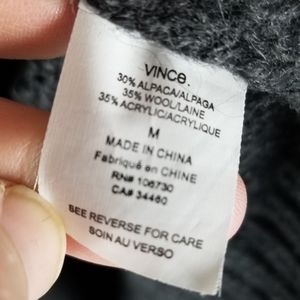 VINCE.
30% ALPACA/ALPAGA
35% WOOL/LAINE
35% ACRYLIC/ACRYLIQUE
M
MADE IN CHINA
Fabriqué en CHINE
RN# 106730
CA# 34460
SEE REVERSE FOR CARE
SOIN AU VERSO